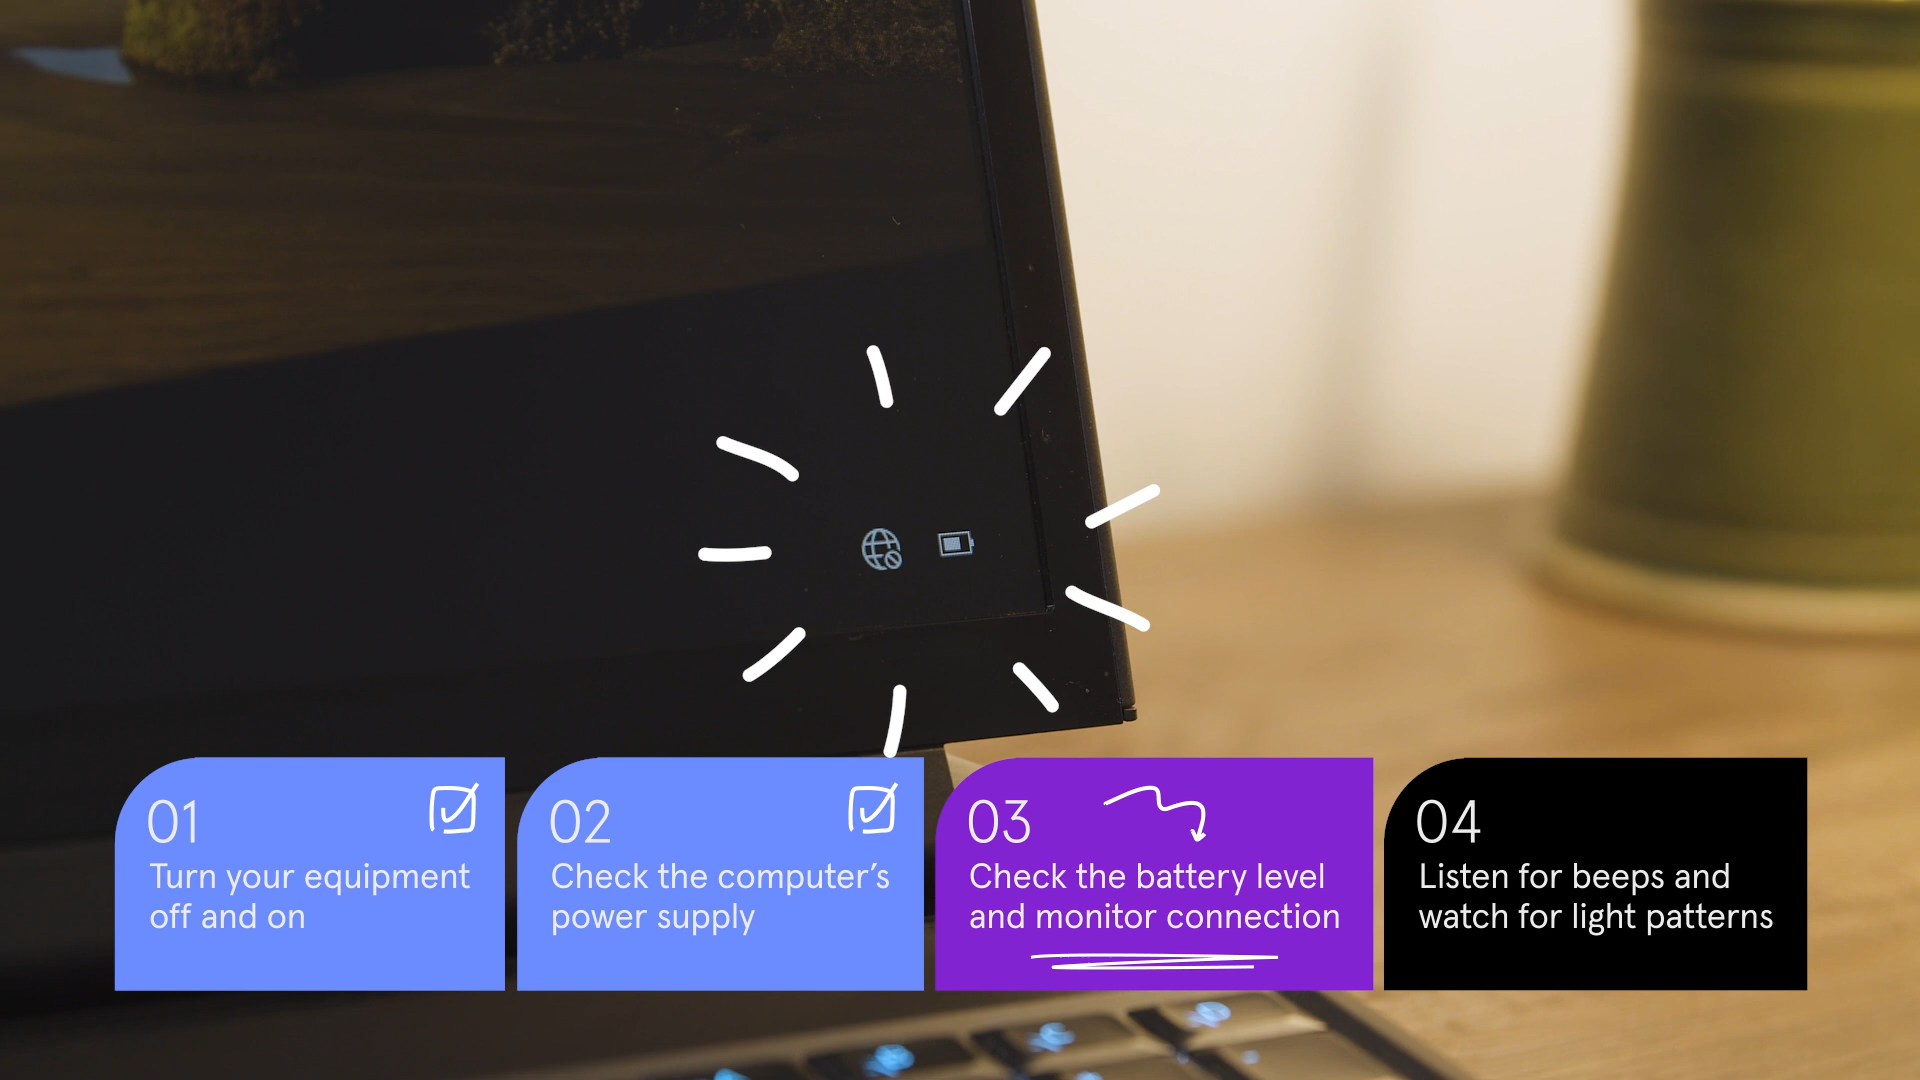 01
Turn your equipment
off and on
02
Check the computer’s
power supply
03
Check the battery level
and monitor connection
04
Listen for beeps and
watch for light patterns